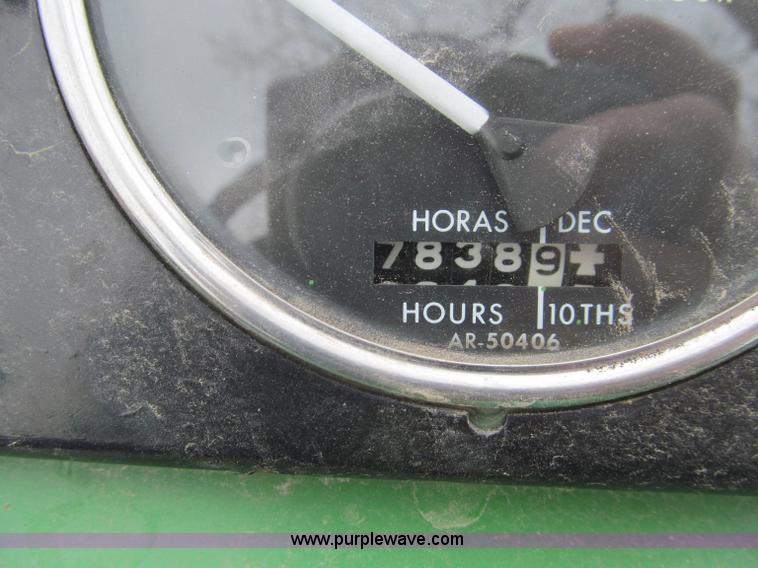 HORAS DEC
78389
HOURS 10.THS
AR-50406
www.purplewave.com